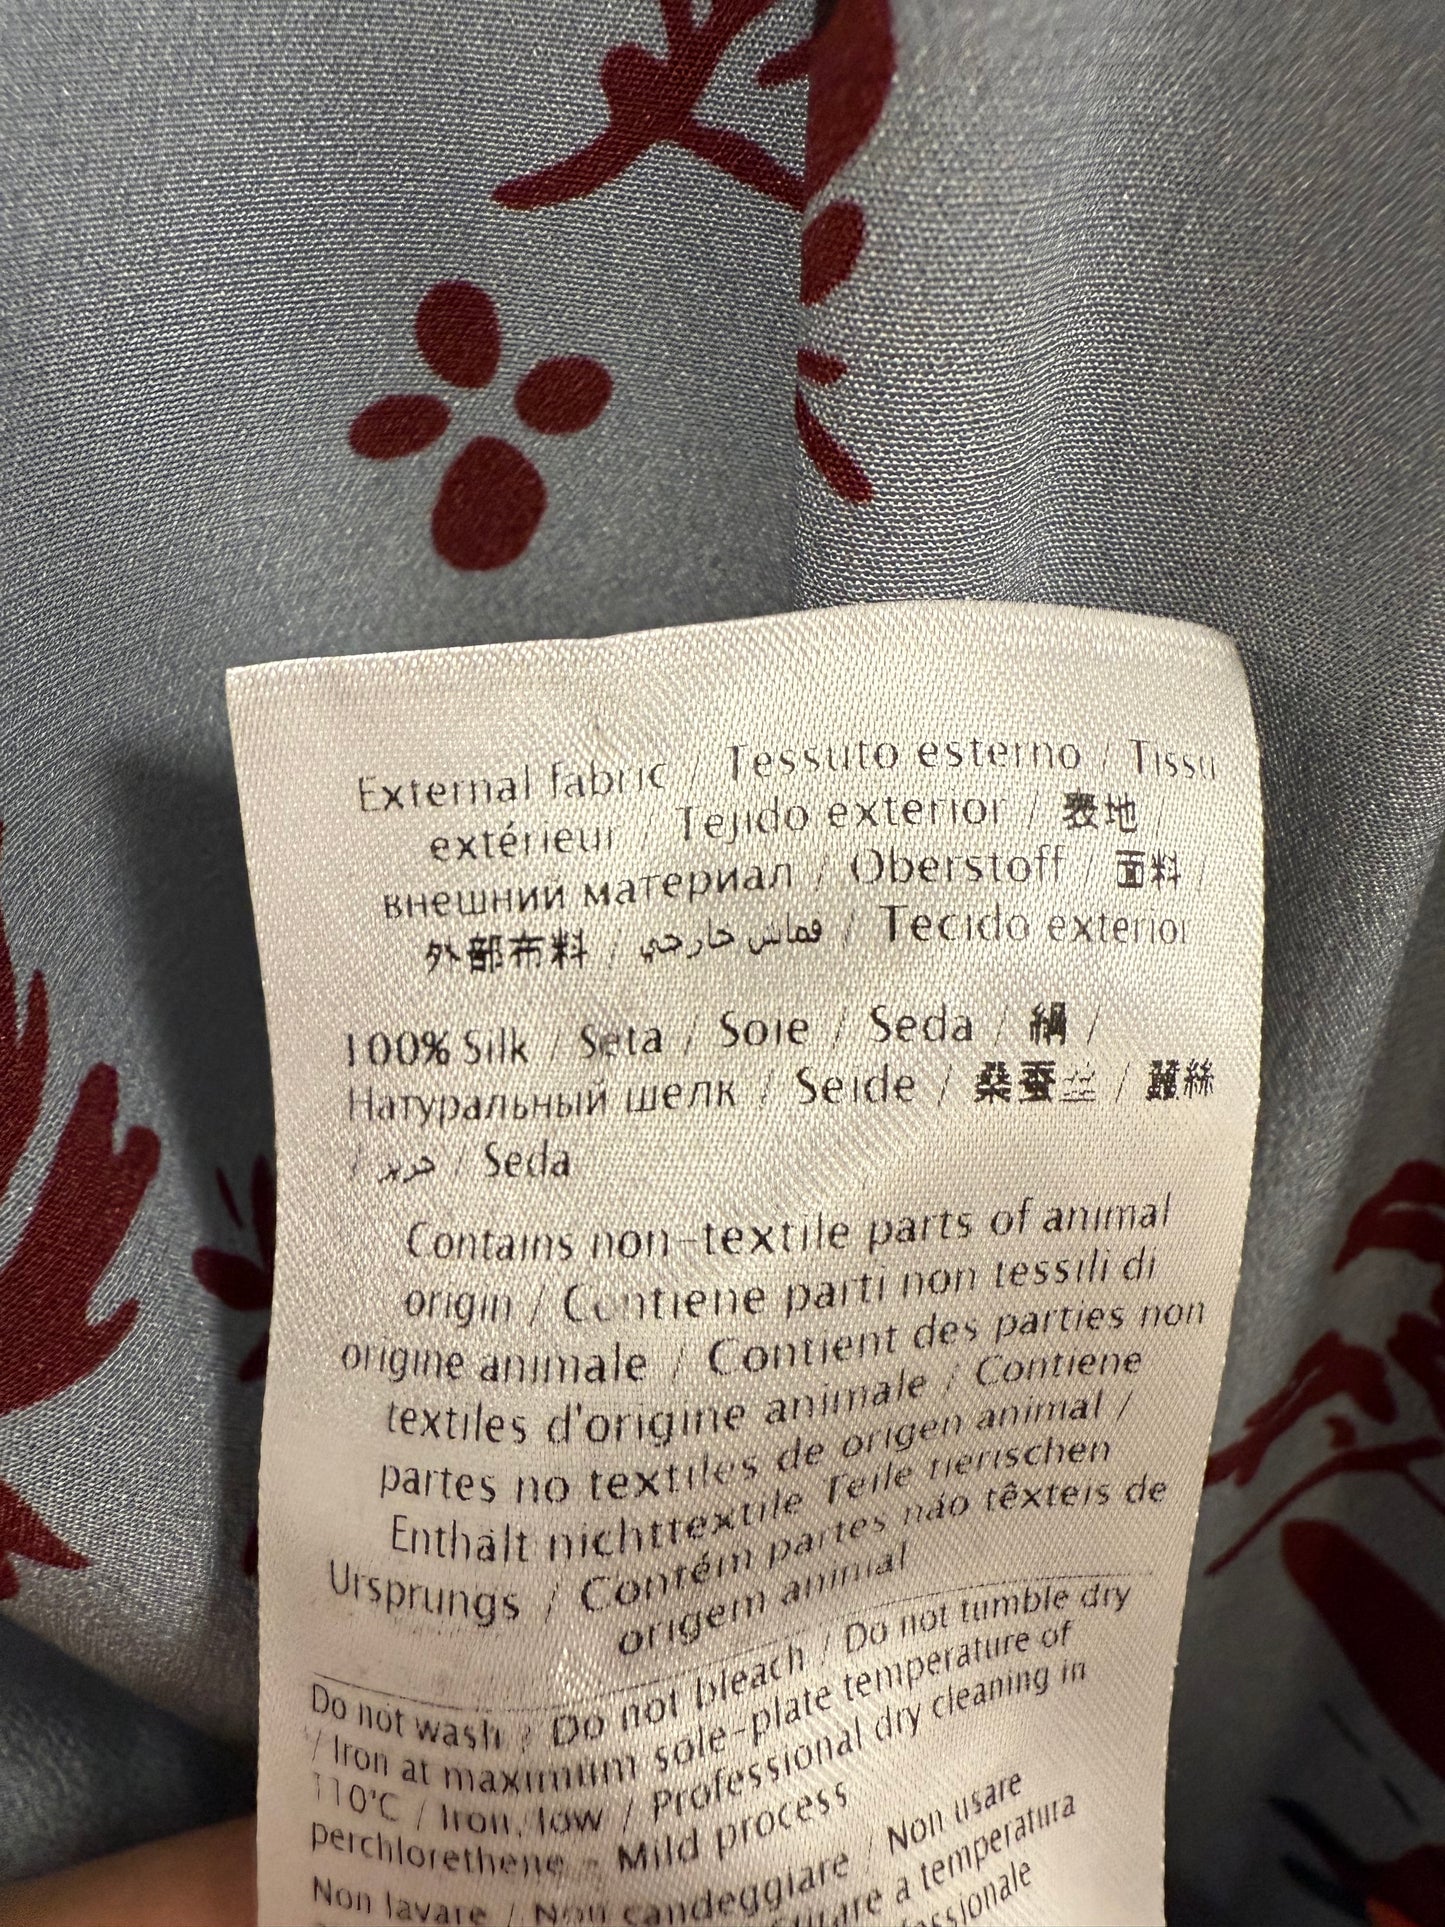 External fabric / Tessuto esterno / Tissu
extérieur / Tejido exterior / 表地 /
внешний материал / Oberstoff / 面料 /
外部布料 / قماش خارجي / Tecido exterior
100% Silk / Seta / Soie / Seda / 絹 /
Натуральный шелк / Seide / 桑蚕丝 / 蠶絲
/ حرير / Seda
Contains non-textile parts of animal
origin / Contiene parti non tessili di
origine animale / Contient des parties non
textiles d'origine animale / Contiene
partes no textiles de origen animal /
Enthält nichttextile Teile tierischen
Ursprungs / Contém partes não têxteis de
origem animal
Do not wash / Do not bleach / Do not tumble dry
/ Iron at maximum sole-plate temperature of
110°C / Iron, low / Professional dry cleaning in
perchlorethene - Mild process
Non lavare / Non candeggiare / Non usare
a temperatura